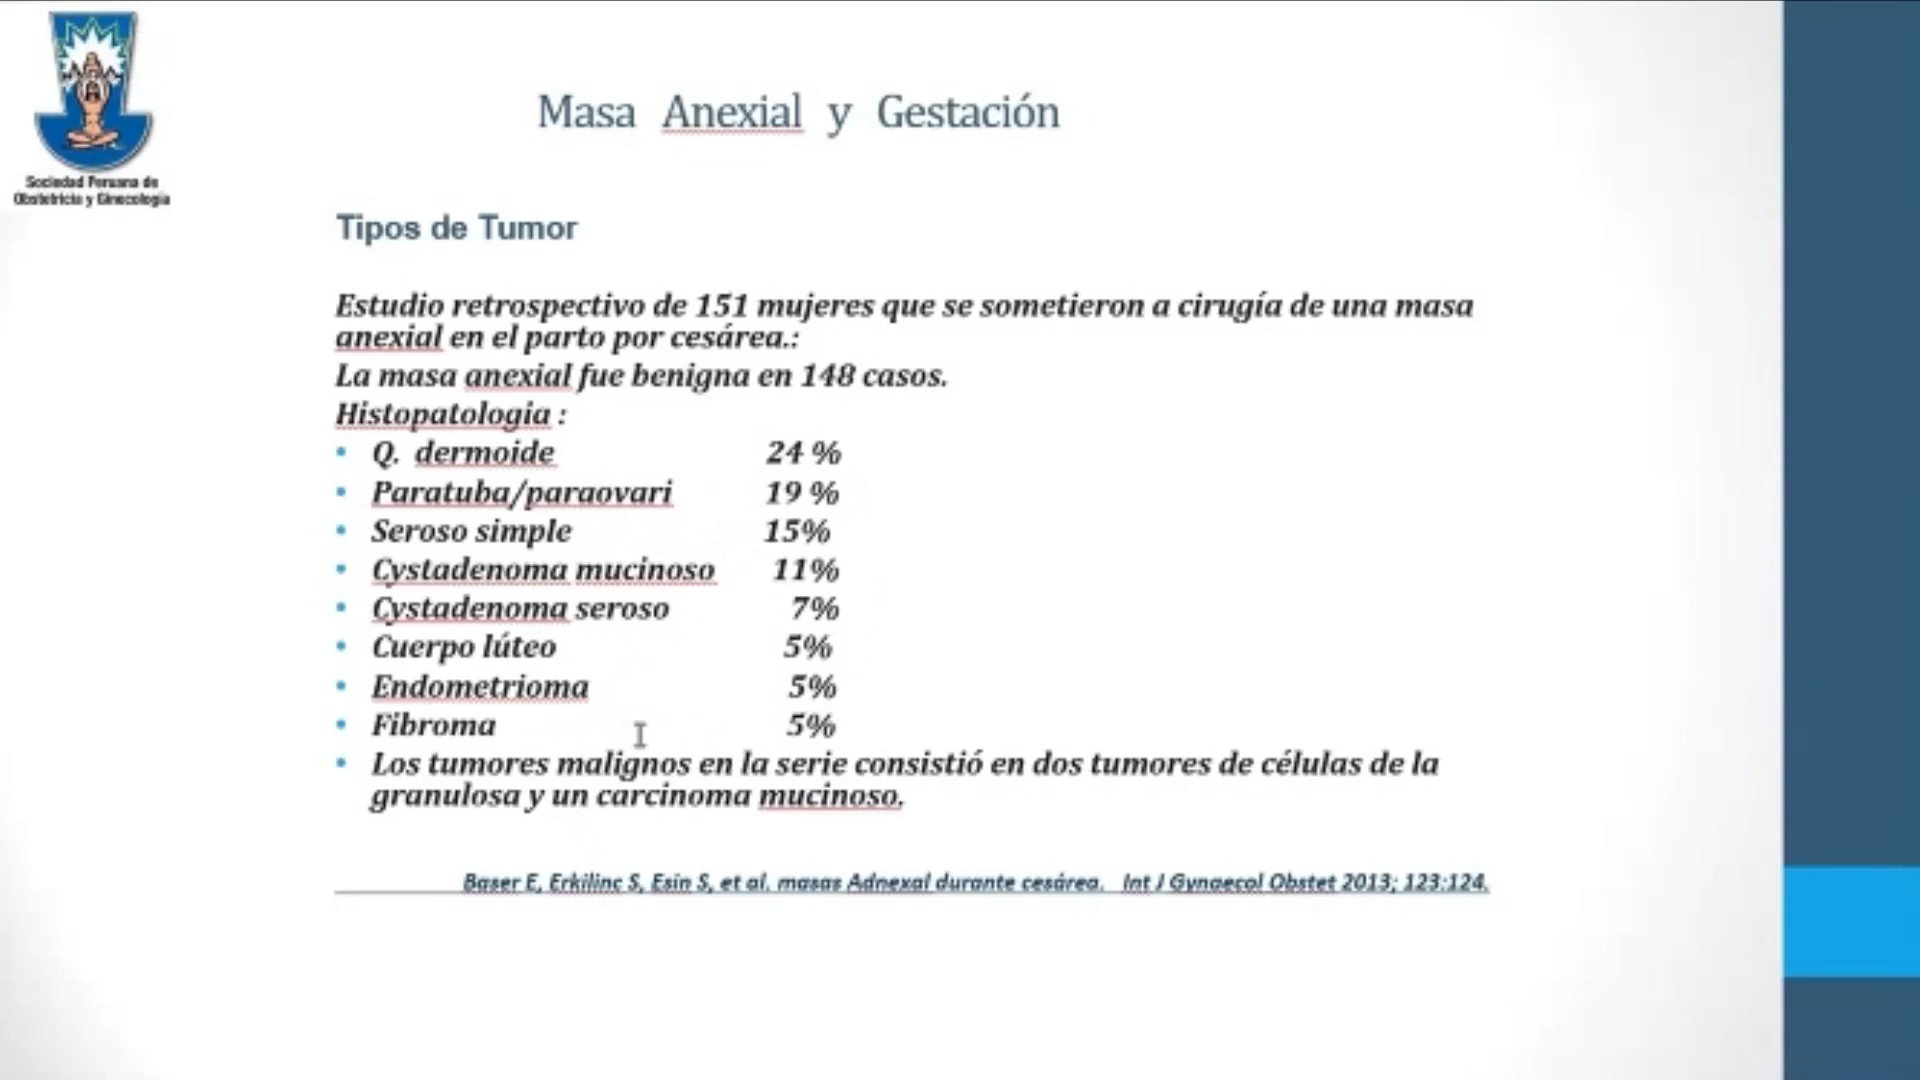 Sociedad Peruana de
Obstetricia y Ginecología
Masa Anexial y Gestación
Tipos de Tumor
Estudio retrospectivo de 151 mujeres que se sometieron a cirugía de una masa
anexial en el parto por cesárea.:
La masa anexial fue benigna en 148 casos.
Histopatologia :
• Q. dermoide 24 %
• Paratuba/paraovari 19 %
• Seroso simple 15%
• Cystadenoma mucinoso 11%
• Cystadenoma seroso 7%
• Cuerpo lúteo 5%
• Endometrioma 5%
• Fibroma 5%
• Los tumores malignos en la serie consistió en dos tumores de células de la
granulosa y un carcinoma mucinoso.
Baser E, Erkilinc S, Esin S, et al. masas Adnexal durante cesárea. Int J Gynaecol Obstet 2013; 123:124.